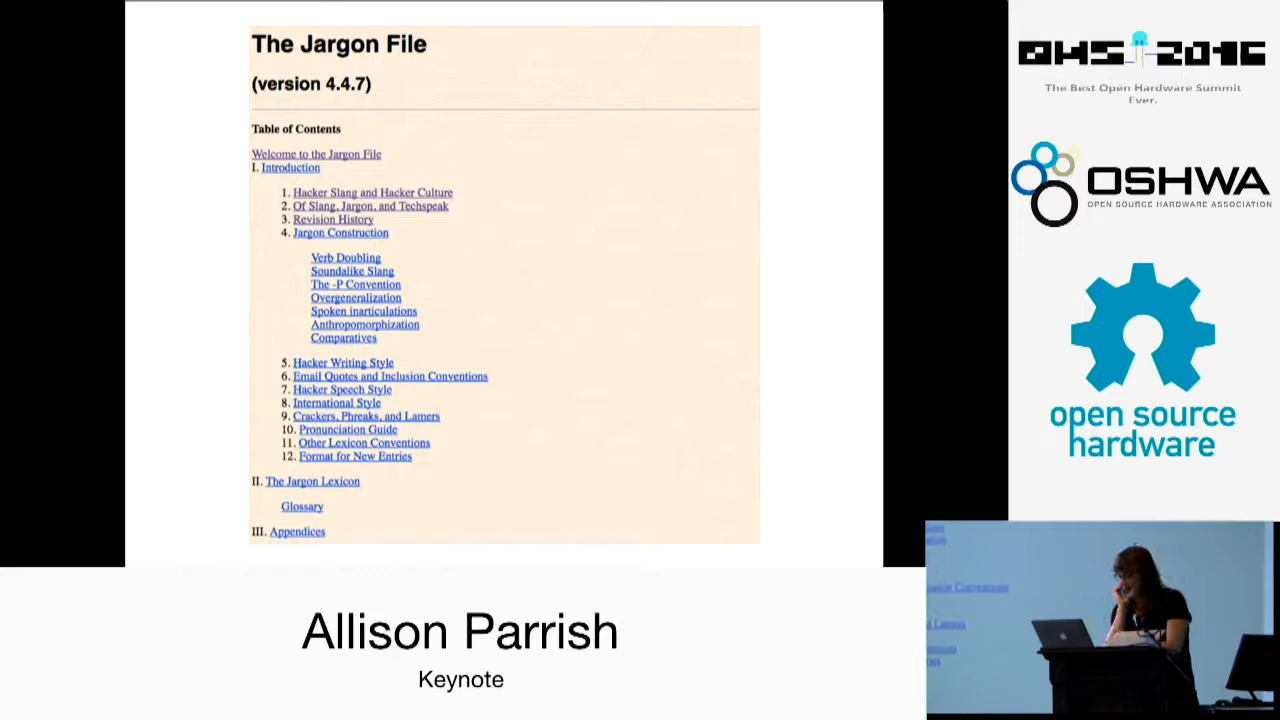 The Jargon File
(version 4.4.7)
Table of Contents
Welcome to the Jargon File
I. Introduction
1. Hacker Slang and Hacker Culture
2. Of Slang, Jargon, and Techspeak
3. Revision History
4. Jargon Construction
Verb Doubling
Soundalike Slang
The -P Convention
Overgeneralization
Spoken inarticulations
Anthropomorphization
Comparatives
5. Hacker Writing Style
6. Email Quotes and Inclusion Conventions
7. Hacker Speech Style
8. International Style
9. Crackers, Phreaks, and Lamers
10. Pronunciation Guide
11. Other Lexicon Conventions
12. Format for New Entries
II. The Jargon Lexicon
Glossary
III. Appendices
Allison Parrish
Keynote
OHS 2016
The Best Open Hardware Summit
Ever.
OSHWA
OPEN SOURCE HARDWARE ASSOCIATION
open source
hardware